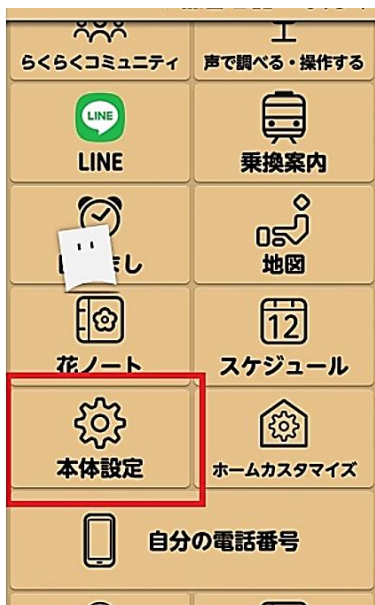 らくらくコミュニティ
声で調べる・操作する
LINE
LINE
乗換案内
地図
花ノート
12
スケジュール
本体設定
ホームカスタマイズ
自分の電話番号